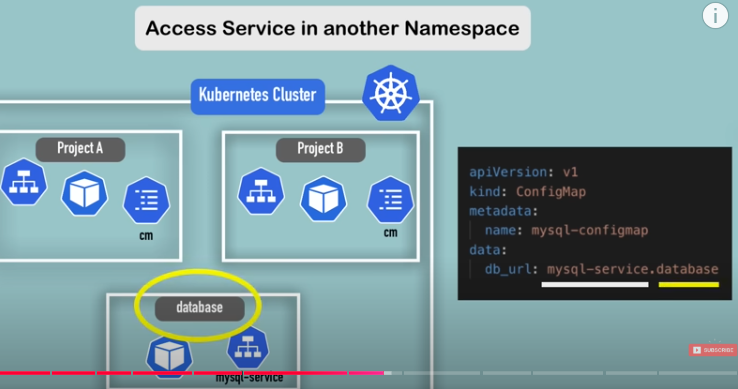 Access Service in another Namespace
i
Kubernetes Cluster
Project A
Project B
cm
cm
database
mysql-service
apiVersion: v1
kind: ConfigMap
metadata:
name: mysql-configmap
data:
db_url: mysql-service.database
SUBSCRIBE